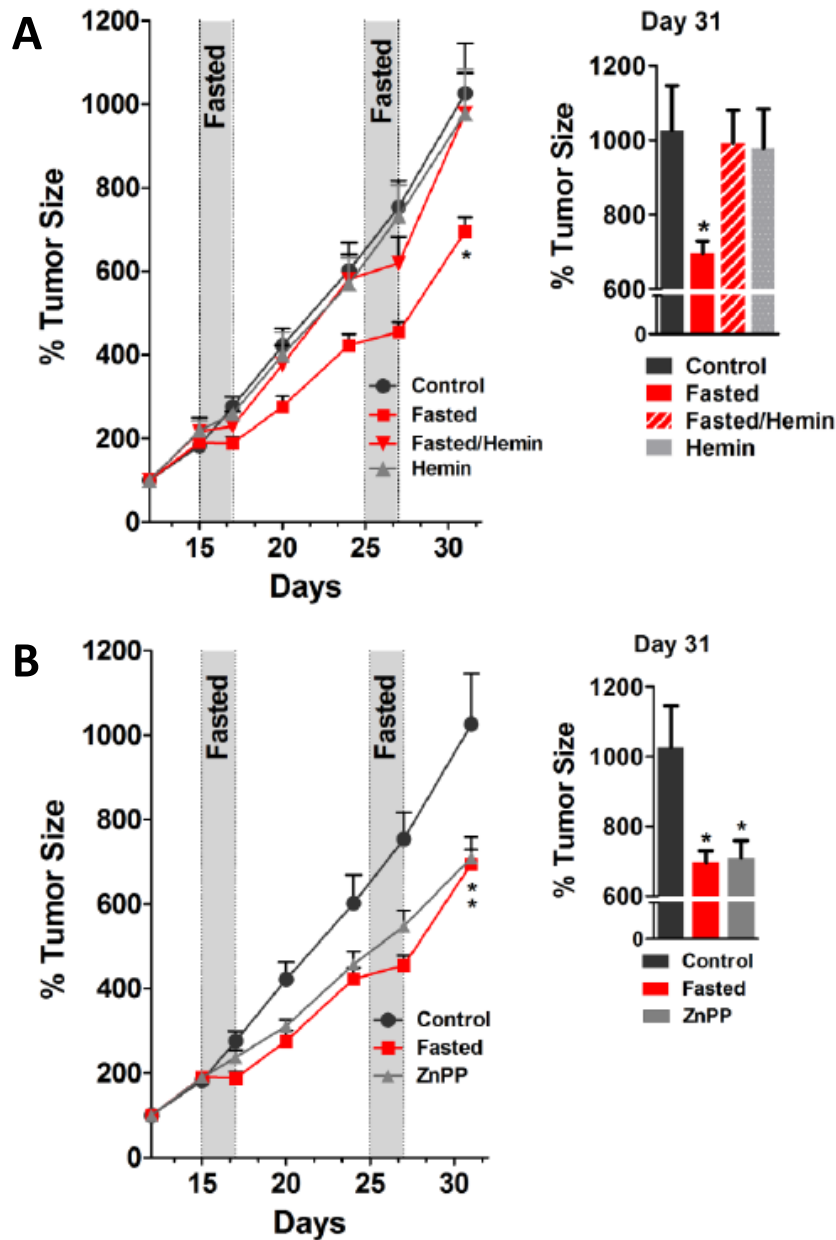 A
% Tumor Size
1200
1000
800
600
400
200
0
Fasted
Fasted
Control
Fasted
Fasted/Hemin
Hemin
15
20
25
30
Days
Day 31
% Tumor Size
1200
1000
800
600
0
*
*
Control
Fasted
Fasted/Hemin
Hemin
B
% Tumor Size
1200
1000
800
600
400
200
0
Fasted
Fasted
*
*
Control
Fasted
ZnPP
15
20
25
30
Days
Day 31
% Tumor Size
1200
1000
800
600
0
* *
Control
Fasted
ZnPP